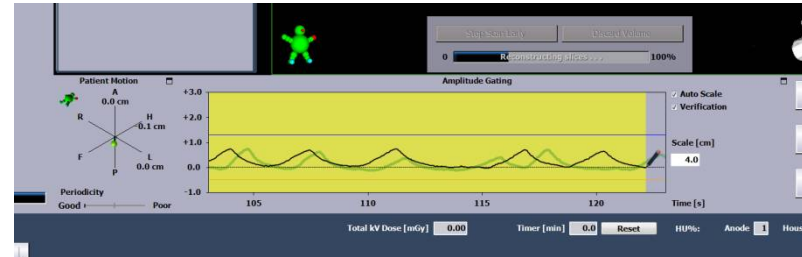 Stop Scan Early Discard Volume
0 Reconstructing slices . . . 100%
Patient Motion Amplitude Gating
A
0.0 cm
R H
-0.1 cm
F L
0.0 cm
P
Periodicity
Good Poor
+3.0
+2.0
+1.0
0.0
-1.0
105 110 115 120 Time [s]
Auto Scale
Verification
Scale [cm]
4.0
Total kV Dose [mGy] 0.00 Timer [min] 0.0 Reset HU%: Anode 1 Hous